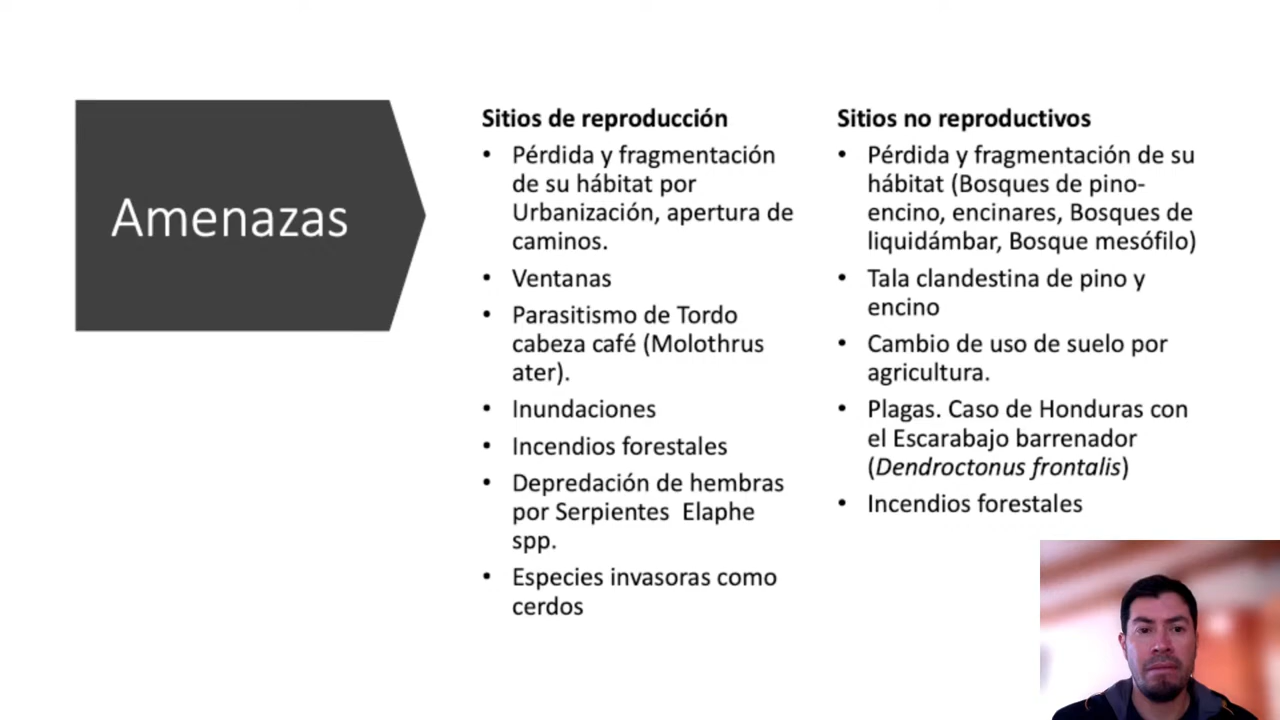 Amenazas
Sitios de reproducción
• Pérdida y fragmentación
de su hábitat por
Urbanización, apertura de
caminos.
• Ventanas
• Parasitismo de Tordo
cabeza café (Molothrus
ater).
• Inundaciones
• Incendios forestales
• Depredación de hembras
por Serpientes  Elaphe
spp.
• Especies invasoras como
cerdos
Sitios no reproductivos
• Pérdida y fragmentación de su
hábitat (Bosques de pino-
encino, encinares, Bosques de
liquidámbar, Bosque mesófilo)
• Tala clandestina de pino y
encino
• Cambio de uso de suelo por
agricultura.
• Plagas. Caso de Honduras con
el Escarabajo barrenador
(Dendroctonus frontalis)
• Incendios forestales